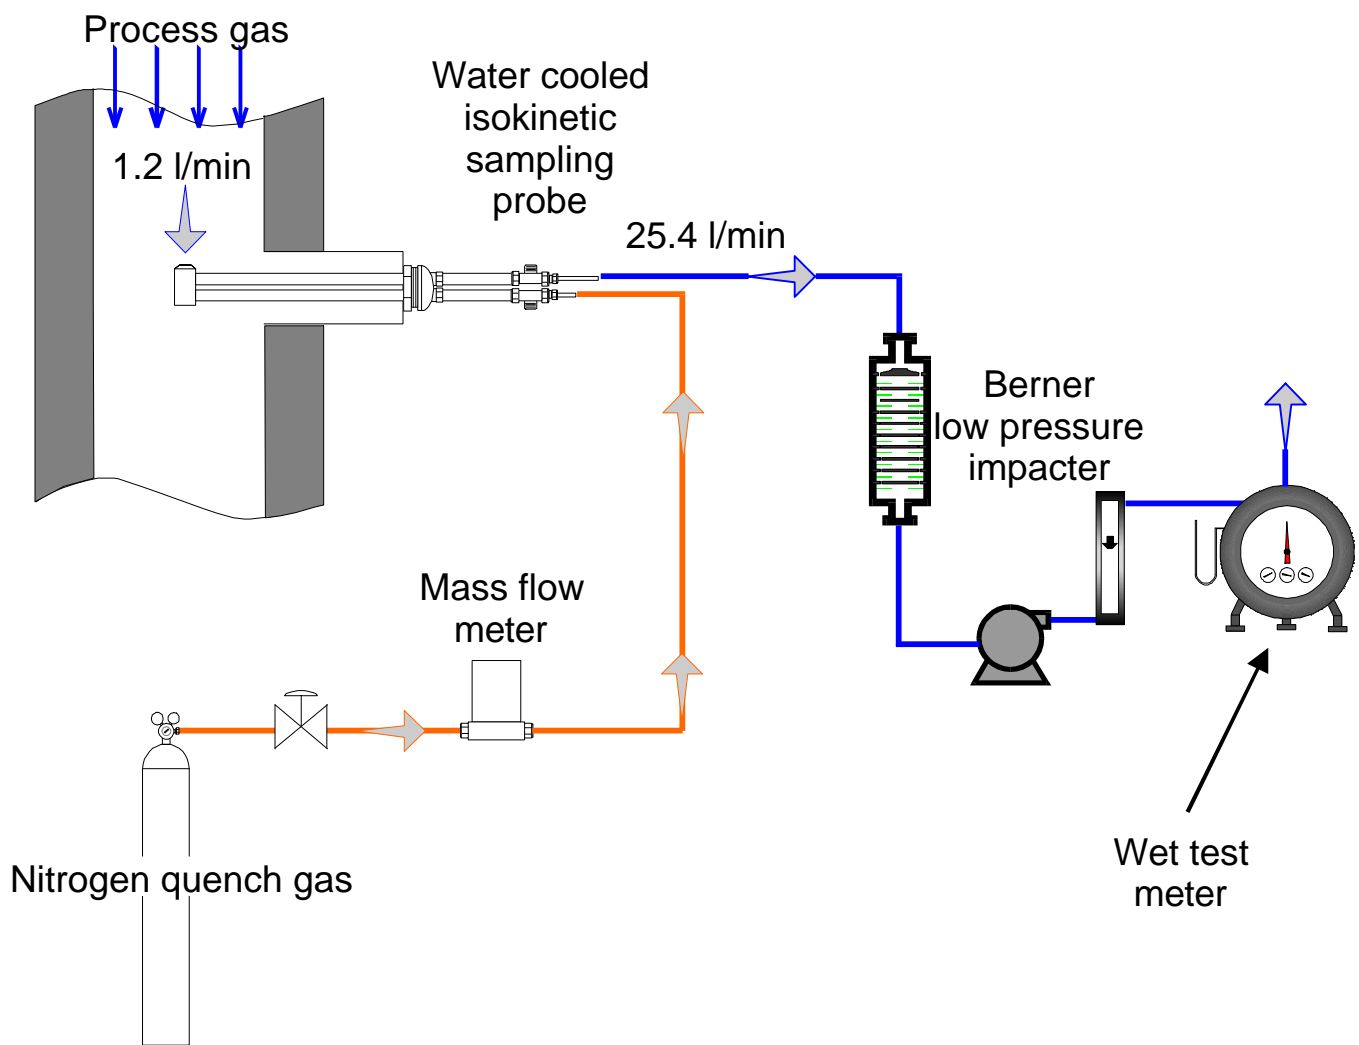 Process gas
1.2 l/min
Water cooled
isokinetic
sampling
probe
25.4 l/min
Berner
low pressure
impacter
Mass flow
meter
Nitrogen quench gas
Wet test
meter